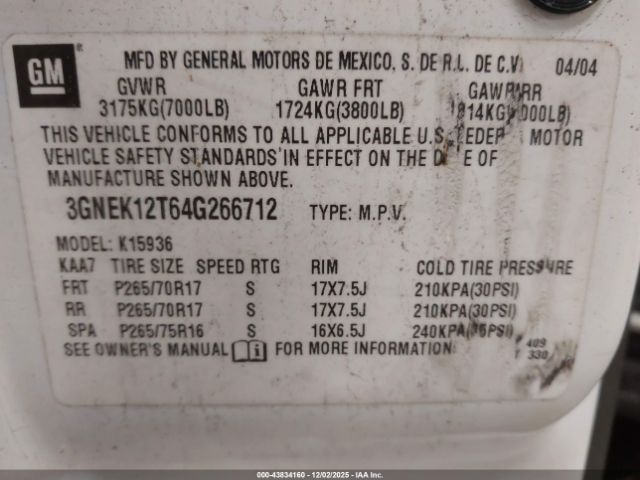 GM ®
MFD BY GENERAL MOTORS DE MEXICO, S. DE R.L. DE C.V. 04/04
GVWR GAWR FRT
3175KG(7000LB) 1724KG(3800LB)
THIS VEHICLE CONFORMS TO ALL APPLICABLE U.S. MOTOR
VEHICLE SAFETY STANDARDS IN EFFECT ON THE OF
MANUFACTURE SHOWN ABOVE.
3GNEK12T64G266712 TYPE: M.P.V.
MODEL: K15936
KAA7 TIRE SIZE SPEED RTG RIM COLD TIRE PRESSURE
FRT P265/70R17 S 17X7.5J 210KPA(30PSI)
RR P265/70R17 S 17X7.5J 210KPA(30PSI)
SPA P265/75R16 S 16X6.5J 240KPA(35PSI)
SEE OWNER'S MANUAL FOR MORE INFORMATION
409
T 330
000-43834160 - 12/02/2025 - IAA Inc.